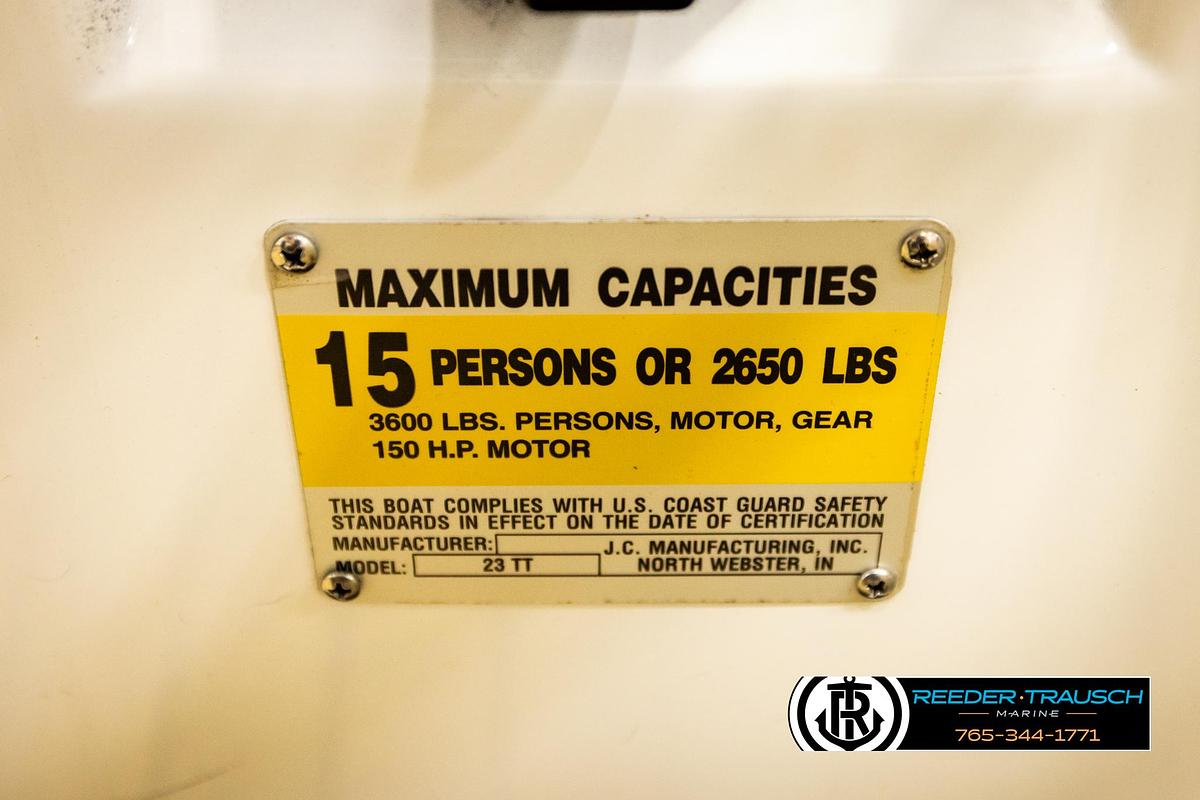 MAXIMUM CAPACITIES
15 PERSONS OR 2650 LBS
3600 LBS. PERSONS, MOTOR, GEAR
150 H.P. MOTOR
THIS BOAT COMPLIES WITH U.S. COAST GUARD SAFETY
STANDARDS IN EFFECT ON THE DATE OF CERTIFICATION
MANUFACTURER: J.C. MANUFACTURING, INC.
MODEL: 23 TT NORTH WEBSTER, IN
REEDER·TRAUSCH
MARINE
765-344-1771